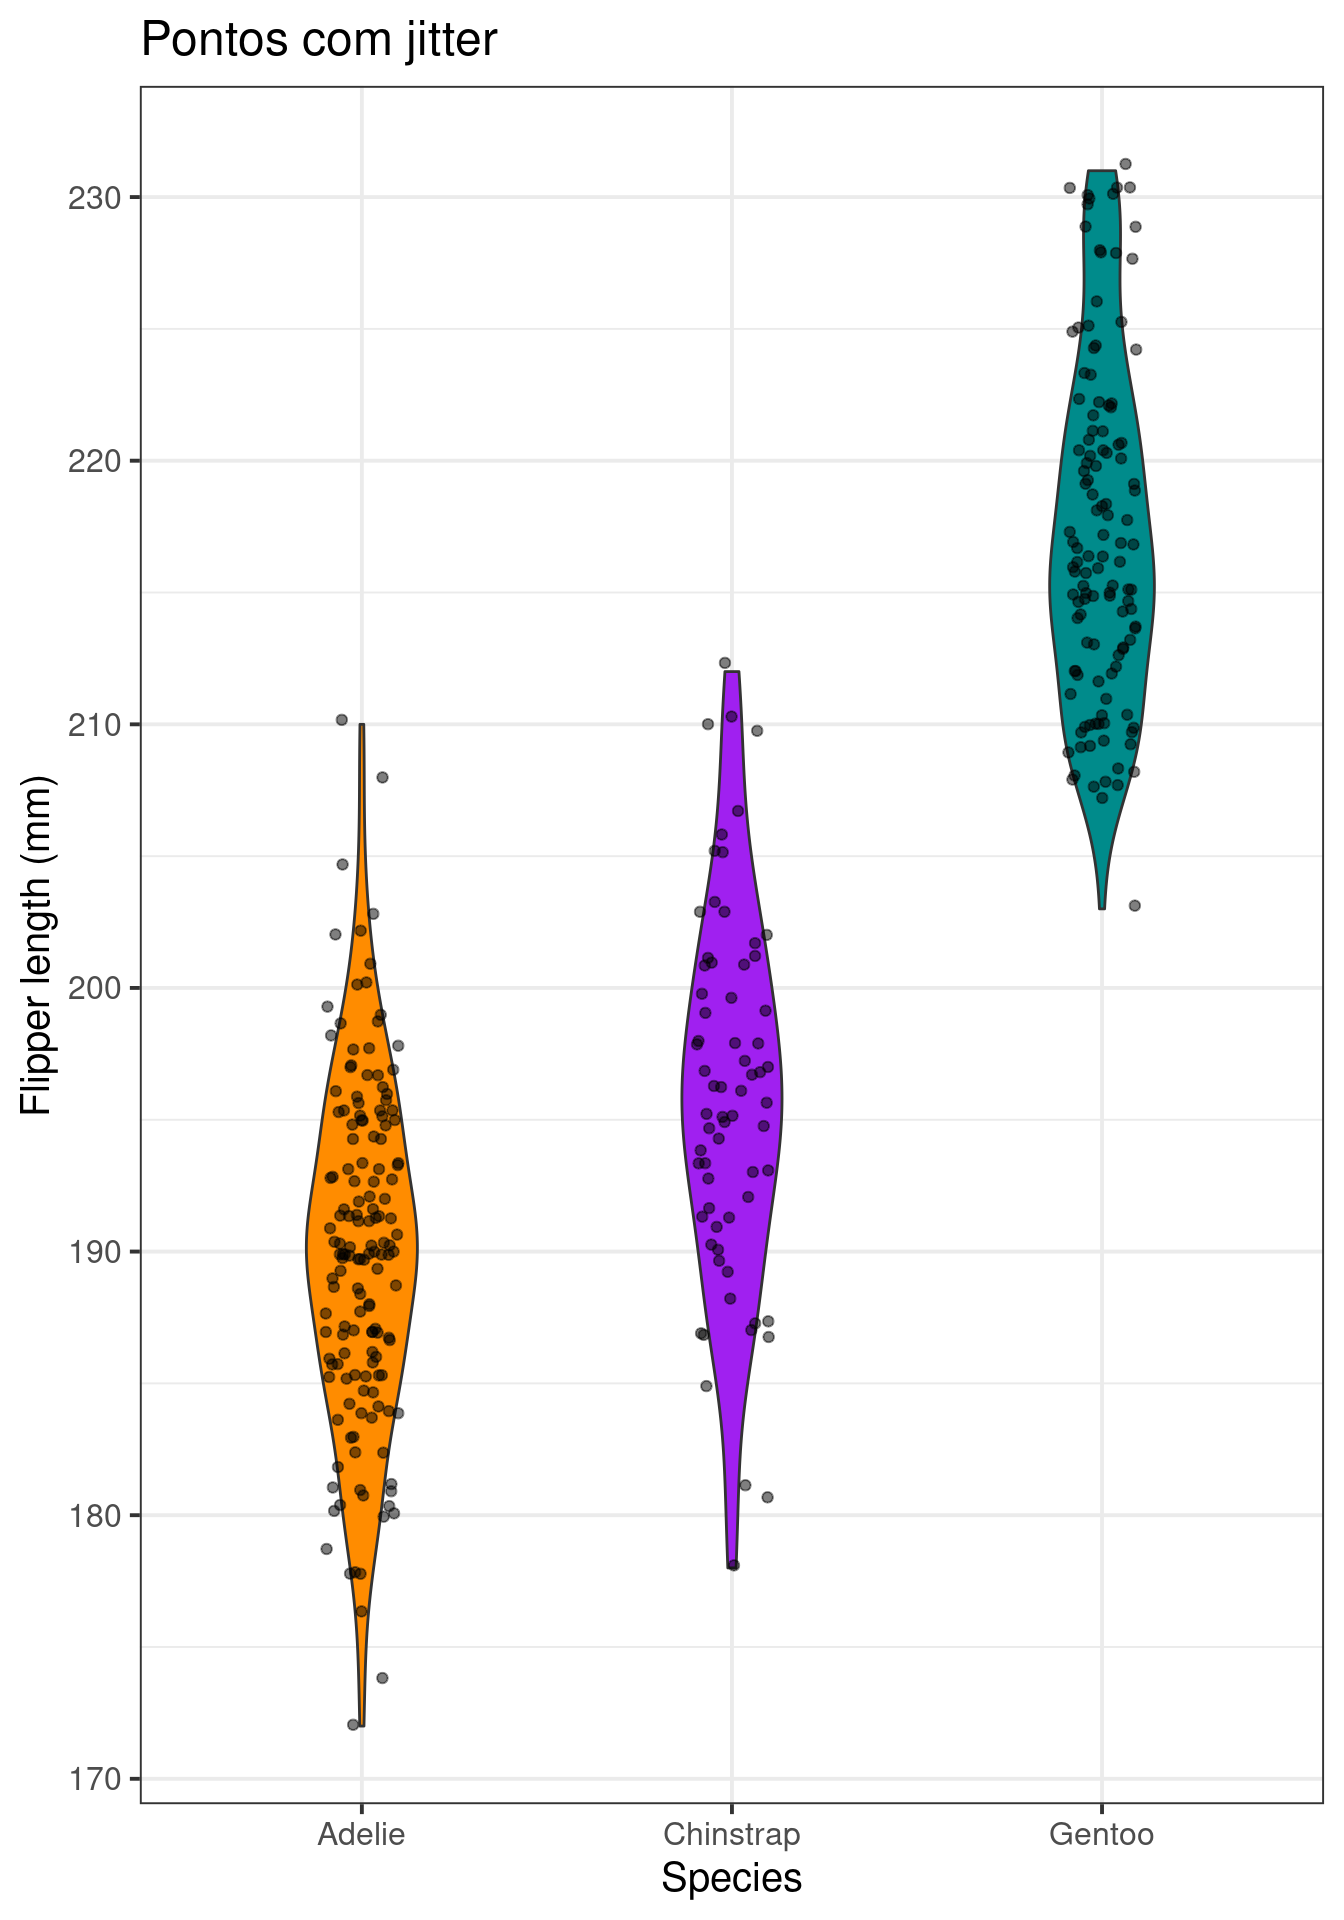 Pontos com jitter
Flipper length (mm)
230
220
210
200
190
180
170
Adelie
Chinstrap
Gentoo
Species